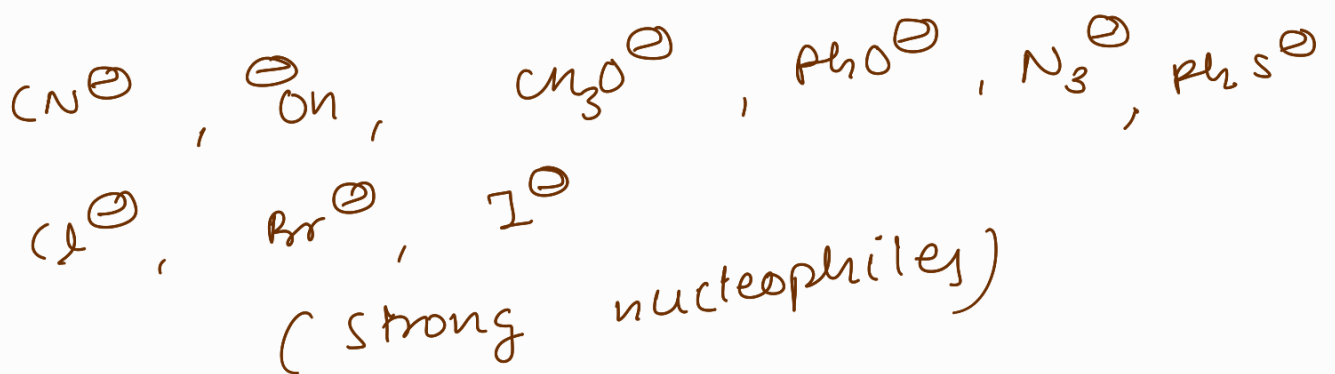 CN⊖, ⊖OH, CH₃O⊖, PhO⊖, N₃⊖, PhS⊖
Cl⊖, Br⊖, I⊖
(strong nucleophiles)